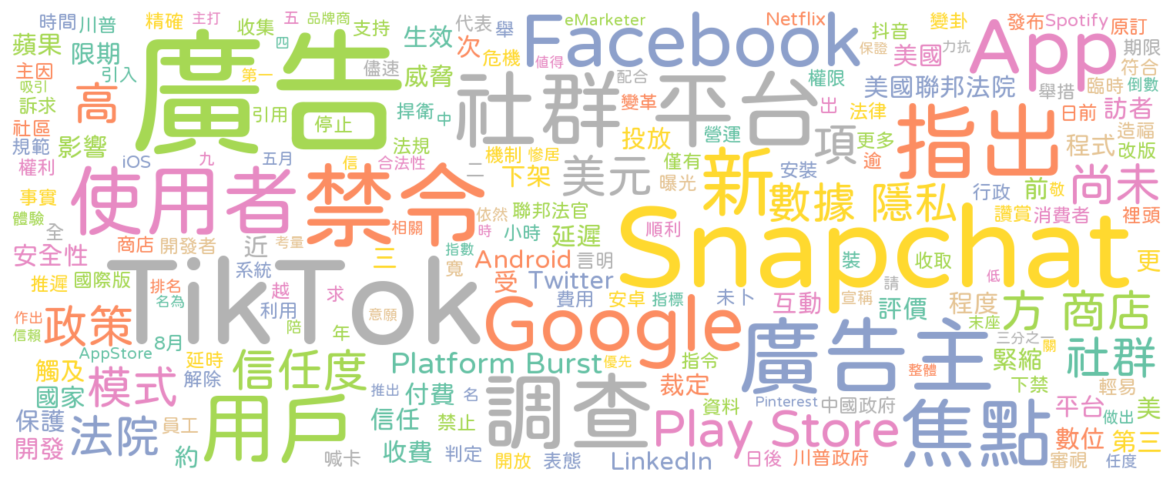 時間 川普 精確 主打 收集 五 品牌商 支持 代表 舉 eMarketer Netflix 抖音 變卦 發布 Spotify 原訂
蘋果 限期 四 生效 次 危機 值得 Facebook 美國 力抗 App 期限
主因 引入 第一 廣告 儘速 威脅 社群平台 配合 保證 權限 美國聯邦法院 舉措 符合 臨時 倒數
吸引 訴求 高 引用 停止 捍衛 中 變革 出 法律 日前 訪者
社區 規範 影響 法規 投放 營運 更多 指出 程式 造福 改版
權利 iOS 九 五月 信 合法性 二 機制 慘居 下架 美元 僅有 曝光 新 安裝 項 逾 行政 前 敬 尚未
事實 體驗 使用者 禁令 相關 依然 聯邦法官 數據 隱私 讚賞 消費者 裡頭
全 安全性 商店 開發者 近 考量 時 指數 小時 延遲 順利 Snapchat
推遲 國際版 排名 名為 系統 越 利用 求 三 寬 受 Android 言明 Twitter 裝 收取 請 低 更
作出 信賴 政策 TikTok 陪 年 意願 Google 費用 安卓 指標 未卜 互動 宣稱 評價 程度 末座 方 商店
AppStore 8月 延時 解除 信任度 Platform Burst 優先 指令 廣告主 整體 三分之 關 緊縮 社群
觸及 國家 模式 用戶 推出 付費 名 調查 裁定 資料 Pinterest 中國政府 下禁 輕易
保護 法院 員工 信任 禁止 Play Store 焦點 平台 做出 美
開發 約 喊卡 收費 判定 開放 表態 LinkedIn 日後 川普政府 數位 審視 第三 任度